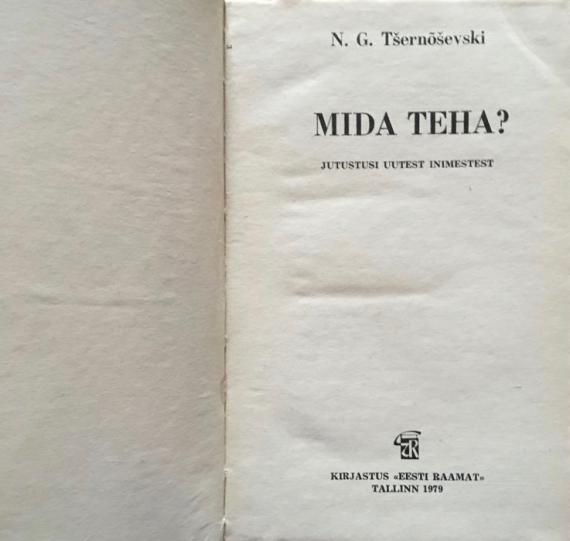 N. G. Tšernõševski
MIDA TEHA?
JUTUSTUSI UUTEST INIMESTEST
KIRJASTUS «EESTI RAAMAT»
TALLINN 1979